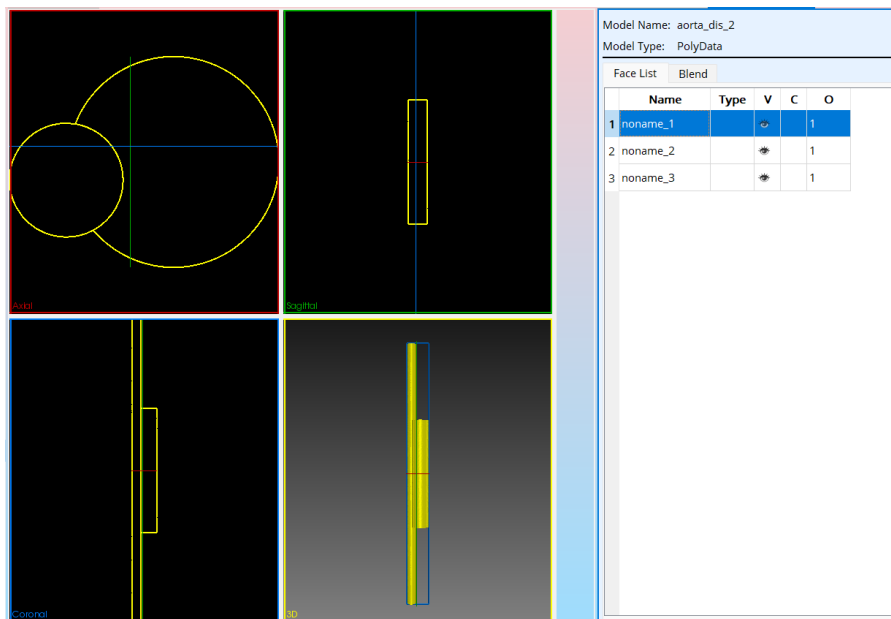 Axial
Sagittal
Coronal
3D
Model Name: aorta_dis_2
Model Type: PolyData
Face List Blend
Name Type V C O
1 noname_1 1
2 noname_2 1
3 noname_3 1